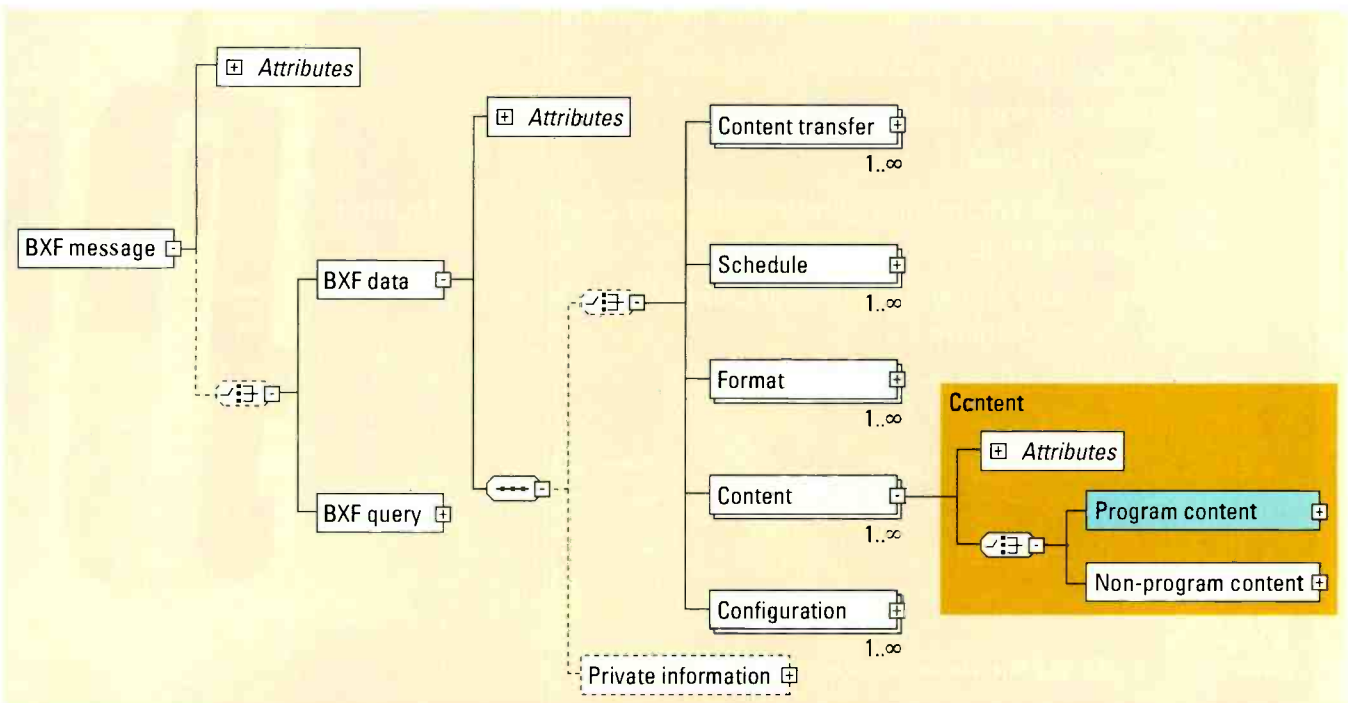 Attributes
Attributes
Content transfer
1..∞
BXF message
Schedule
1..∞
BXF data
Format
1..∞
Content
Attributes
Content
1..∞
Program content
BXF query
Non-program content
Configuration
1..∞
Private information